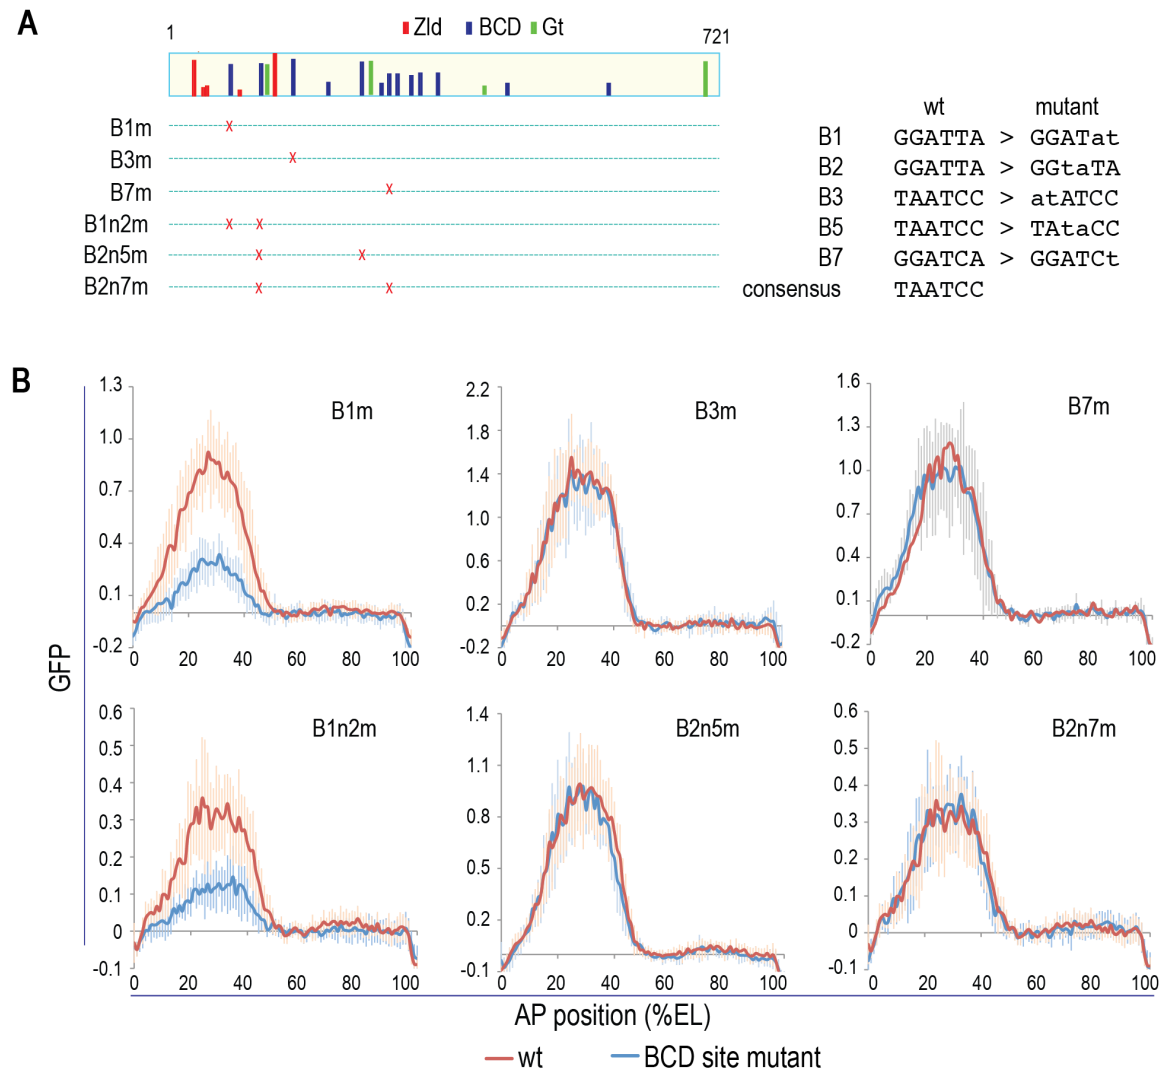 A
Zld BCD Gt
1 721
B1m
B3m
B7m
B1n2m
B2n5m
B2n7m
wt mutant
B1 GGATTA > GGATat
B2 GGATTA > GGtaTA
B3 TAATCC > atATCC
B5 TAATCC > TAtaCC
B7 GGATCA > GGATCt
consensus TAATCC
B
GFP
B1m
1.3
1.0
0.7
0.4
0.1
-0.2
0 20 40 60 80 100
B3m
2.2
1.8
1.4
1.0
0.6
0.2
-0.2
0 20 40 60 80 100
B7m
1.6
1.3
1.0
0.7
0.4
0.1
-0.2
0 20 40 60 80 100
B1n2m
0.6
0.5
0.4
0.3
0.2
0.1
0
-0.1
0 20 40 60 80 100
B2n5m
1.4
1.1
0.8
0.5
0.2
-0.1
0 20 40 60 80 100
B2n7m
0.6
0.5
0.4
0.3
0.2
0.1
0
-0.1
0 20 40 60 80 100
AP position (%EL)
wt BCD site mutant